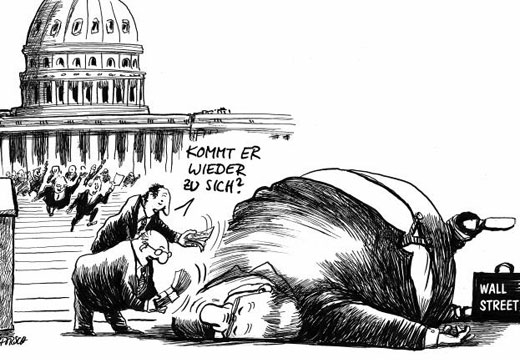 KOMMT ER
WIEDER
ZU SICH?
WALL
STREET